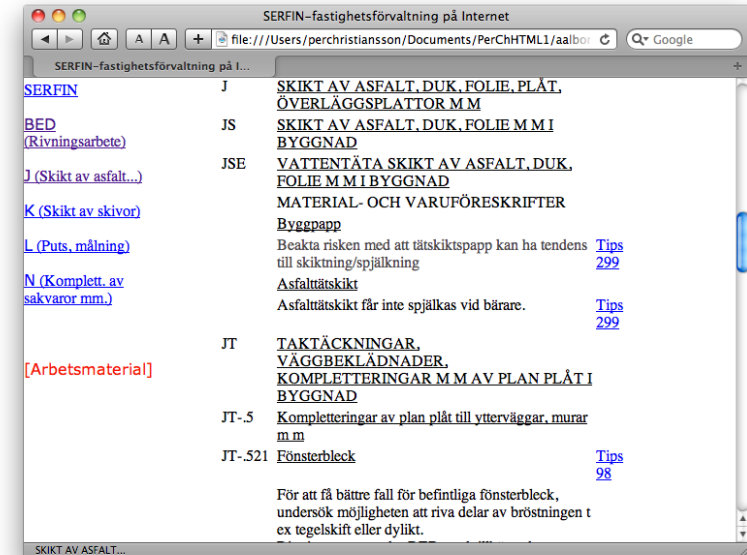 SERFIN–fastighetsförvaltning på Internet
A A + file:///Users/perchristiansson/Documents/PerChHTML1/aalbor Google
SERFIN–fastighetsförvaltning på I...
SERFIN
BED
(Rivningsarbete)
J (Skikt av asfalt...)
K (Skikt av skivor)
L (Puts, målning)
N (Komplett. av
sakvaror mm.)
[Arbetsmaterial]
J SKIKT AV ASFALT, DUK, FOLIE, PLÅT,
ÖVERLÄGGSPLATTOR M M
JS SKIKT AV ASFALT, DUK, FOLIE M M I
BYGGNAD
JSE VATTENTÄTA SKIKT AV ASFALT, DUK,
FOLIE M M I BYGGNAD
MATERIAL- OCH VARUFÖRESKRIFTER
Byggpapp
Beakta risken med att tätskiktspapp kan ha tendens Tips
till skiktning/spjälkning 299
Asfalttätskikt
Asfalttätskikt får inte spjälkas vid bärare. Tips
299
JT TAKTÄCKNINGAR,
VÄGGBEKLÄDNADER,
KOMPLETTERINGAR M M AV PLAN PLÅT I
BYGGNAD
JT-.5 Kompletteringar av plan plåt till ytterväggar, murar
m m
JT-.521 Fönsterbleck Tips
98
För att få bättre fall för befintliga fönsterbleck,
undersök möjligheten att riva delar av bröstningen t
ex tegelskift eller dylikt.
SKIKT AV ASFALT...